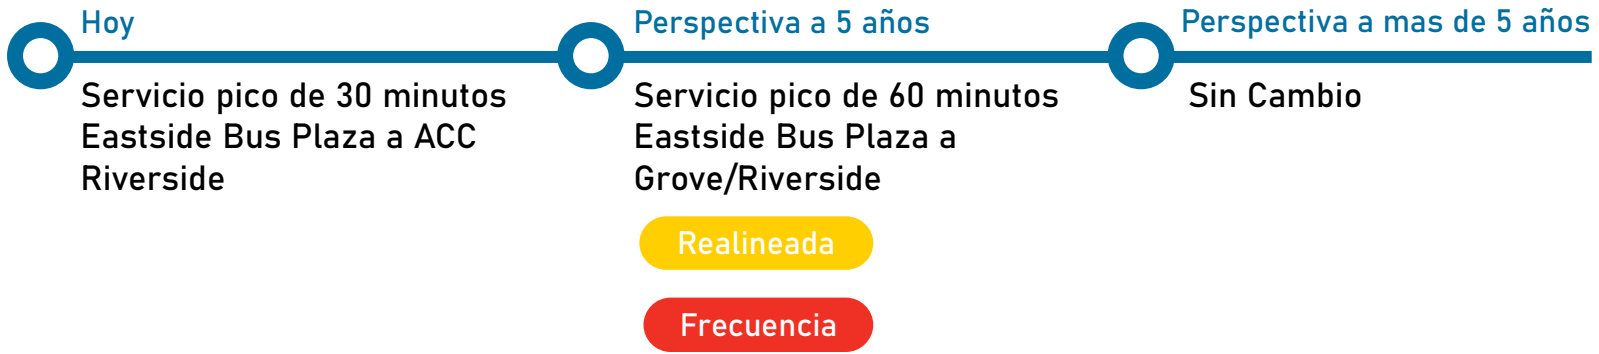 Hoy
Servicio pico de 30 minutos
Eastside Bus Plaza a ACC
Riverside
Perspectiva a 5 años
Servicio pico de 60 minutos
Eastside Bus Plaza a
Grove/Riverside
Realineada
Frecuencia
Perspectiva a mas de 5 años
Sin Cambio